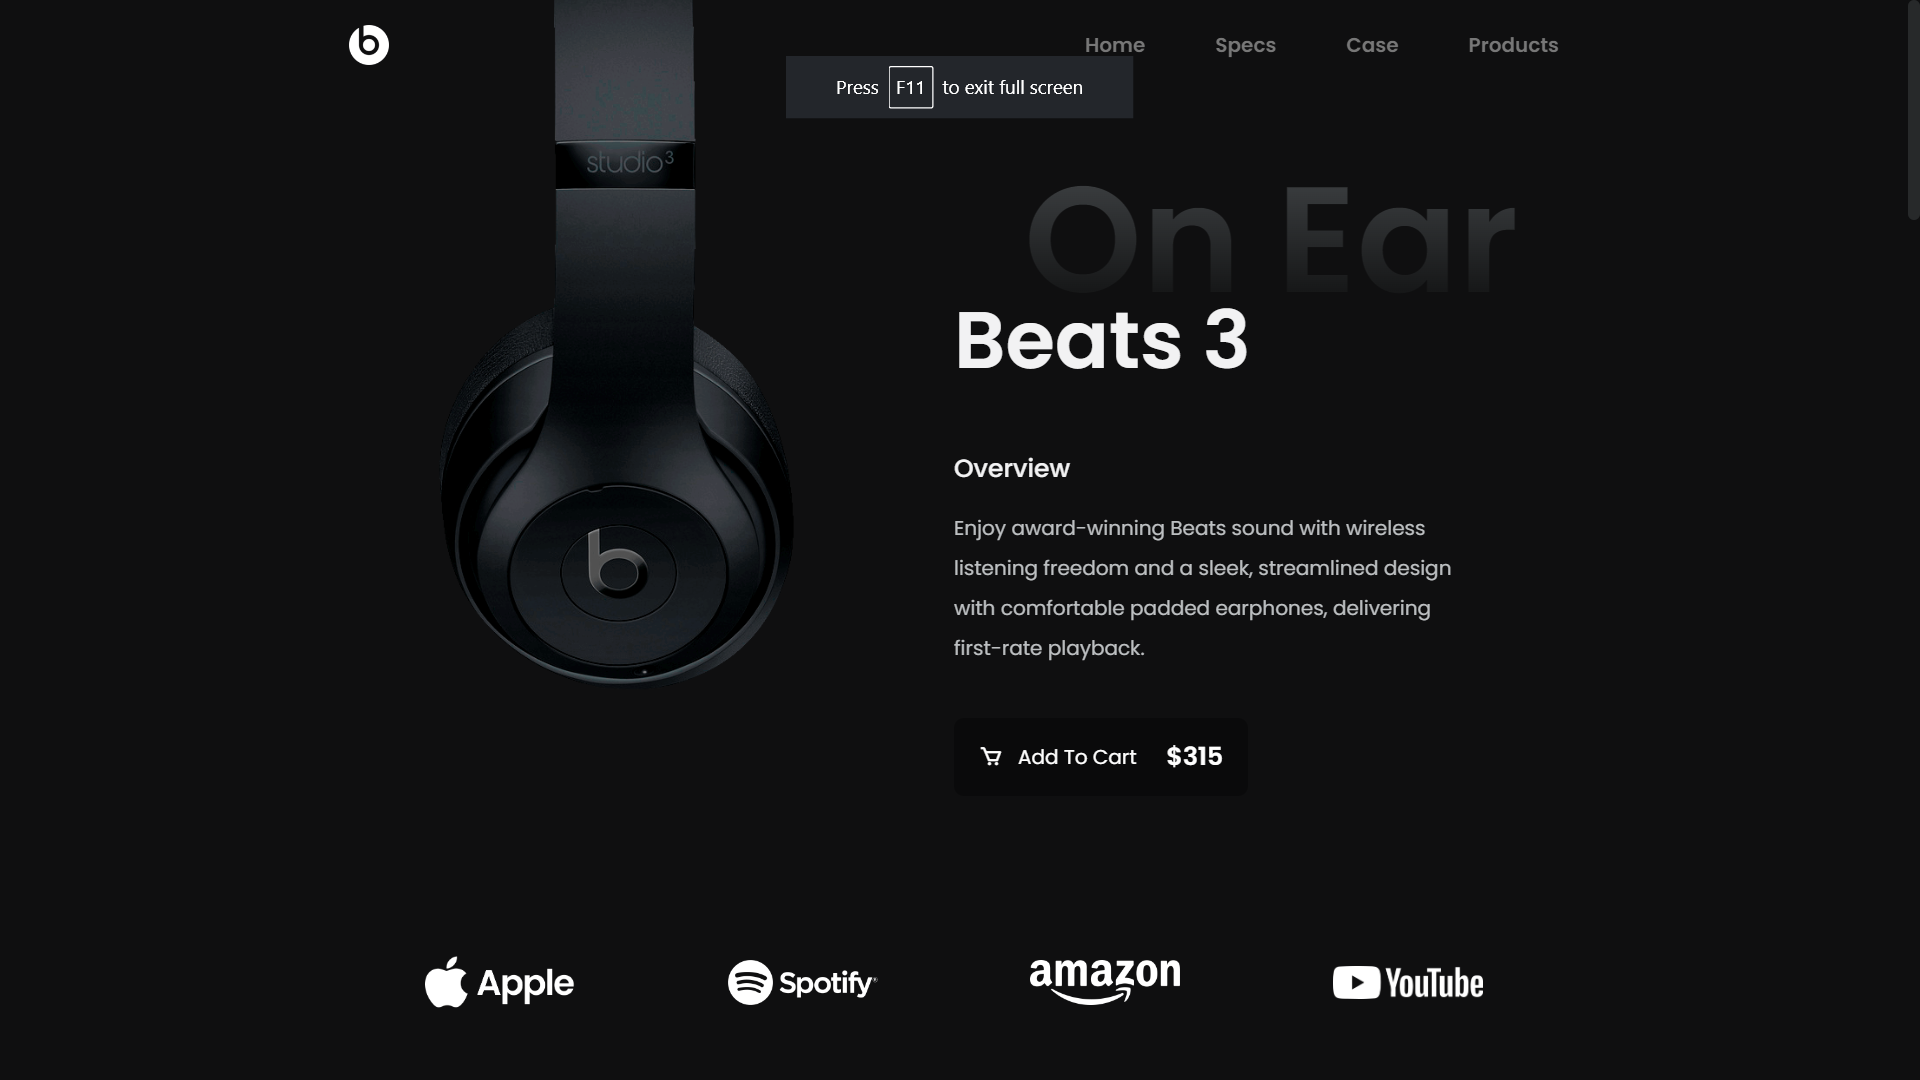 Home Specs Case Products
Press F11 to exit full screen
studio3
On Ear
Beats 3
Overview
Enjoy award-winning Beats sound with wireless
listening freedom and a sleek, streamlined design
with comfortable padded earphones, delivering
first-rate playback.
Add To Cart $315
Apple Spotify amazon YouTube